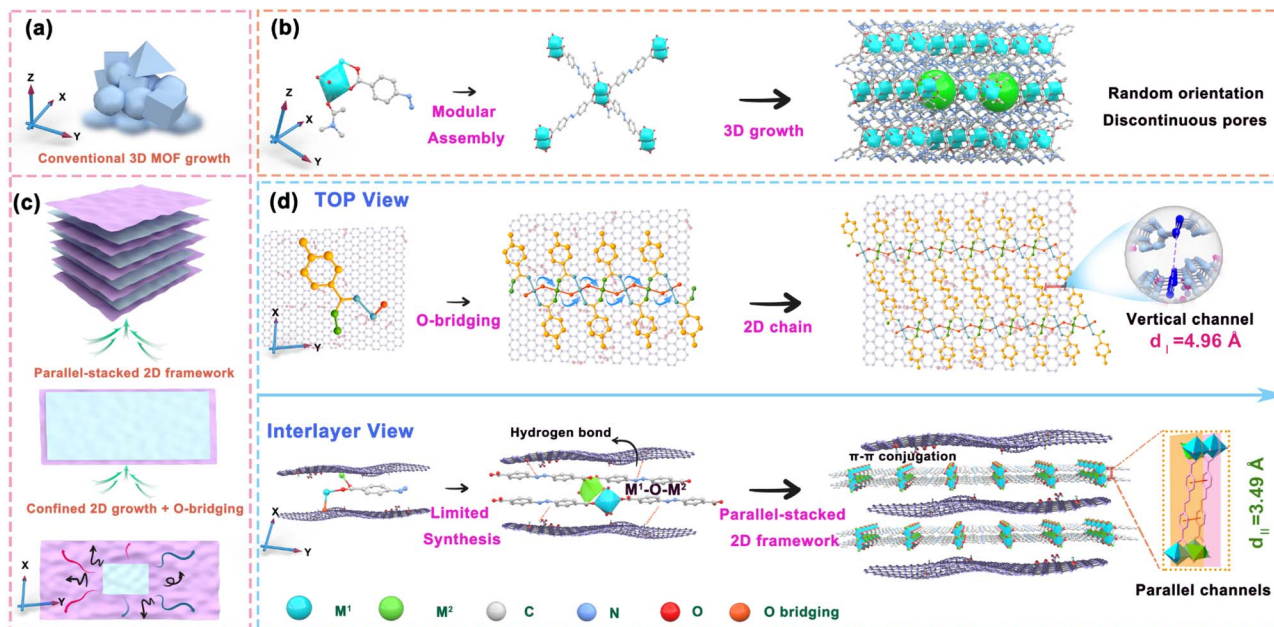 (a)
Z
X
Y
Conventional 3D MOF growth
(b)
Z
X
Y
Modular
Assembly
3D growth
Random orientation
Discontinuous pores
(c)
Parallel-stacked 2D framework
Confined 2D growth + O-bridging
X
Y
(d) TOP View
X
Y
O-bridging
2D chain
Vertical channel
d⊥=4.96 Å
Interlayer View
X
Y
Limited
Synthesis
Hydrogen bond
M¹-O-M²
Parallel-stacked
2D framework
π-π conjugation
d||=3.49 Å
Parallel channels
M¹
M²
C
N
O
O bridging